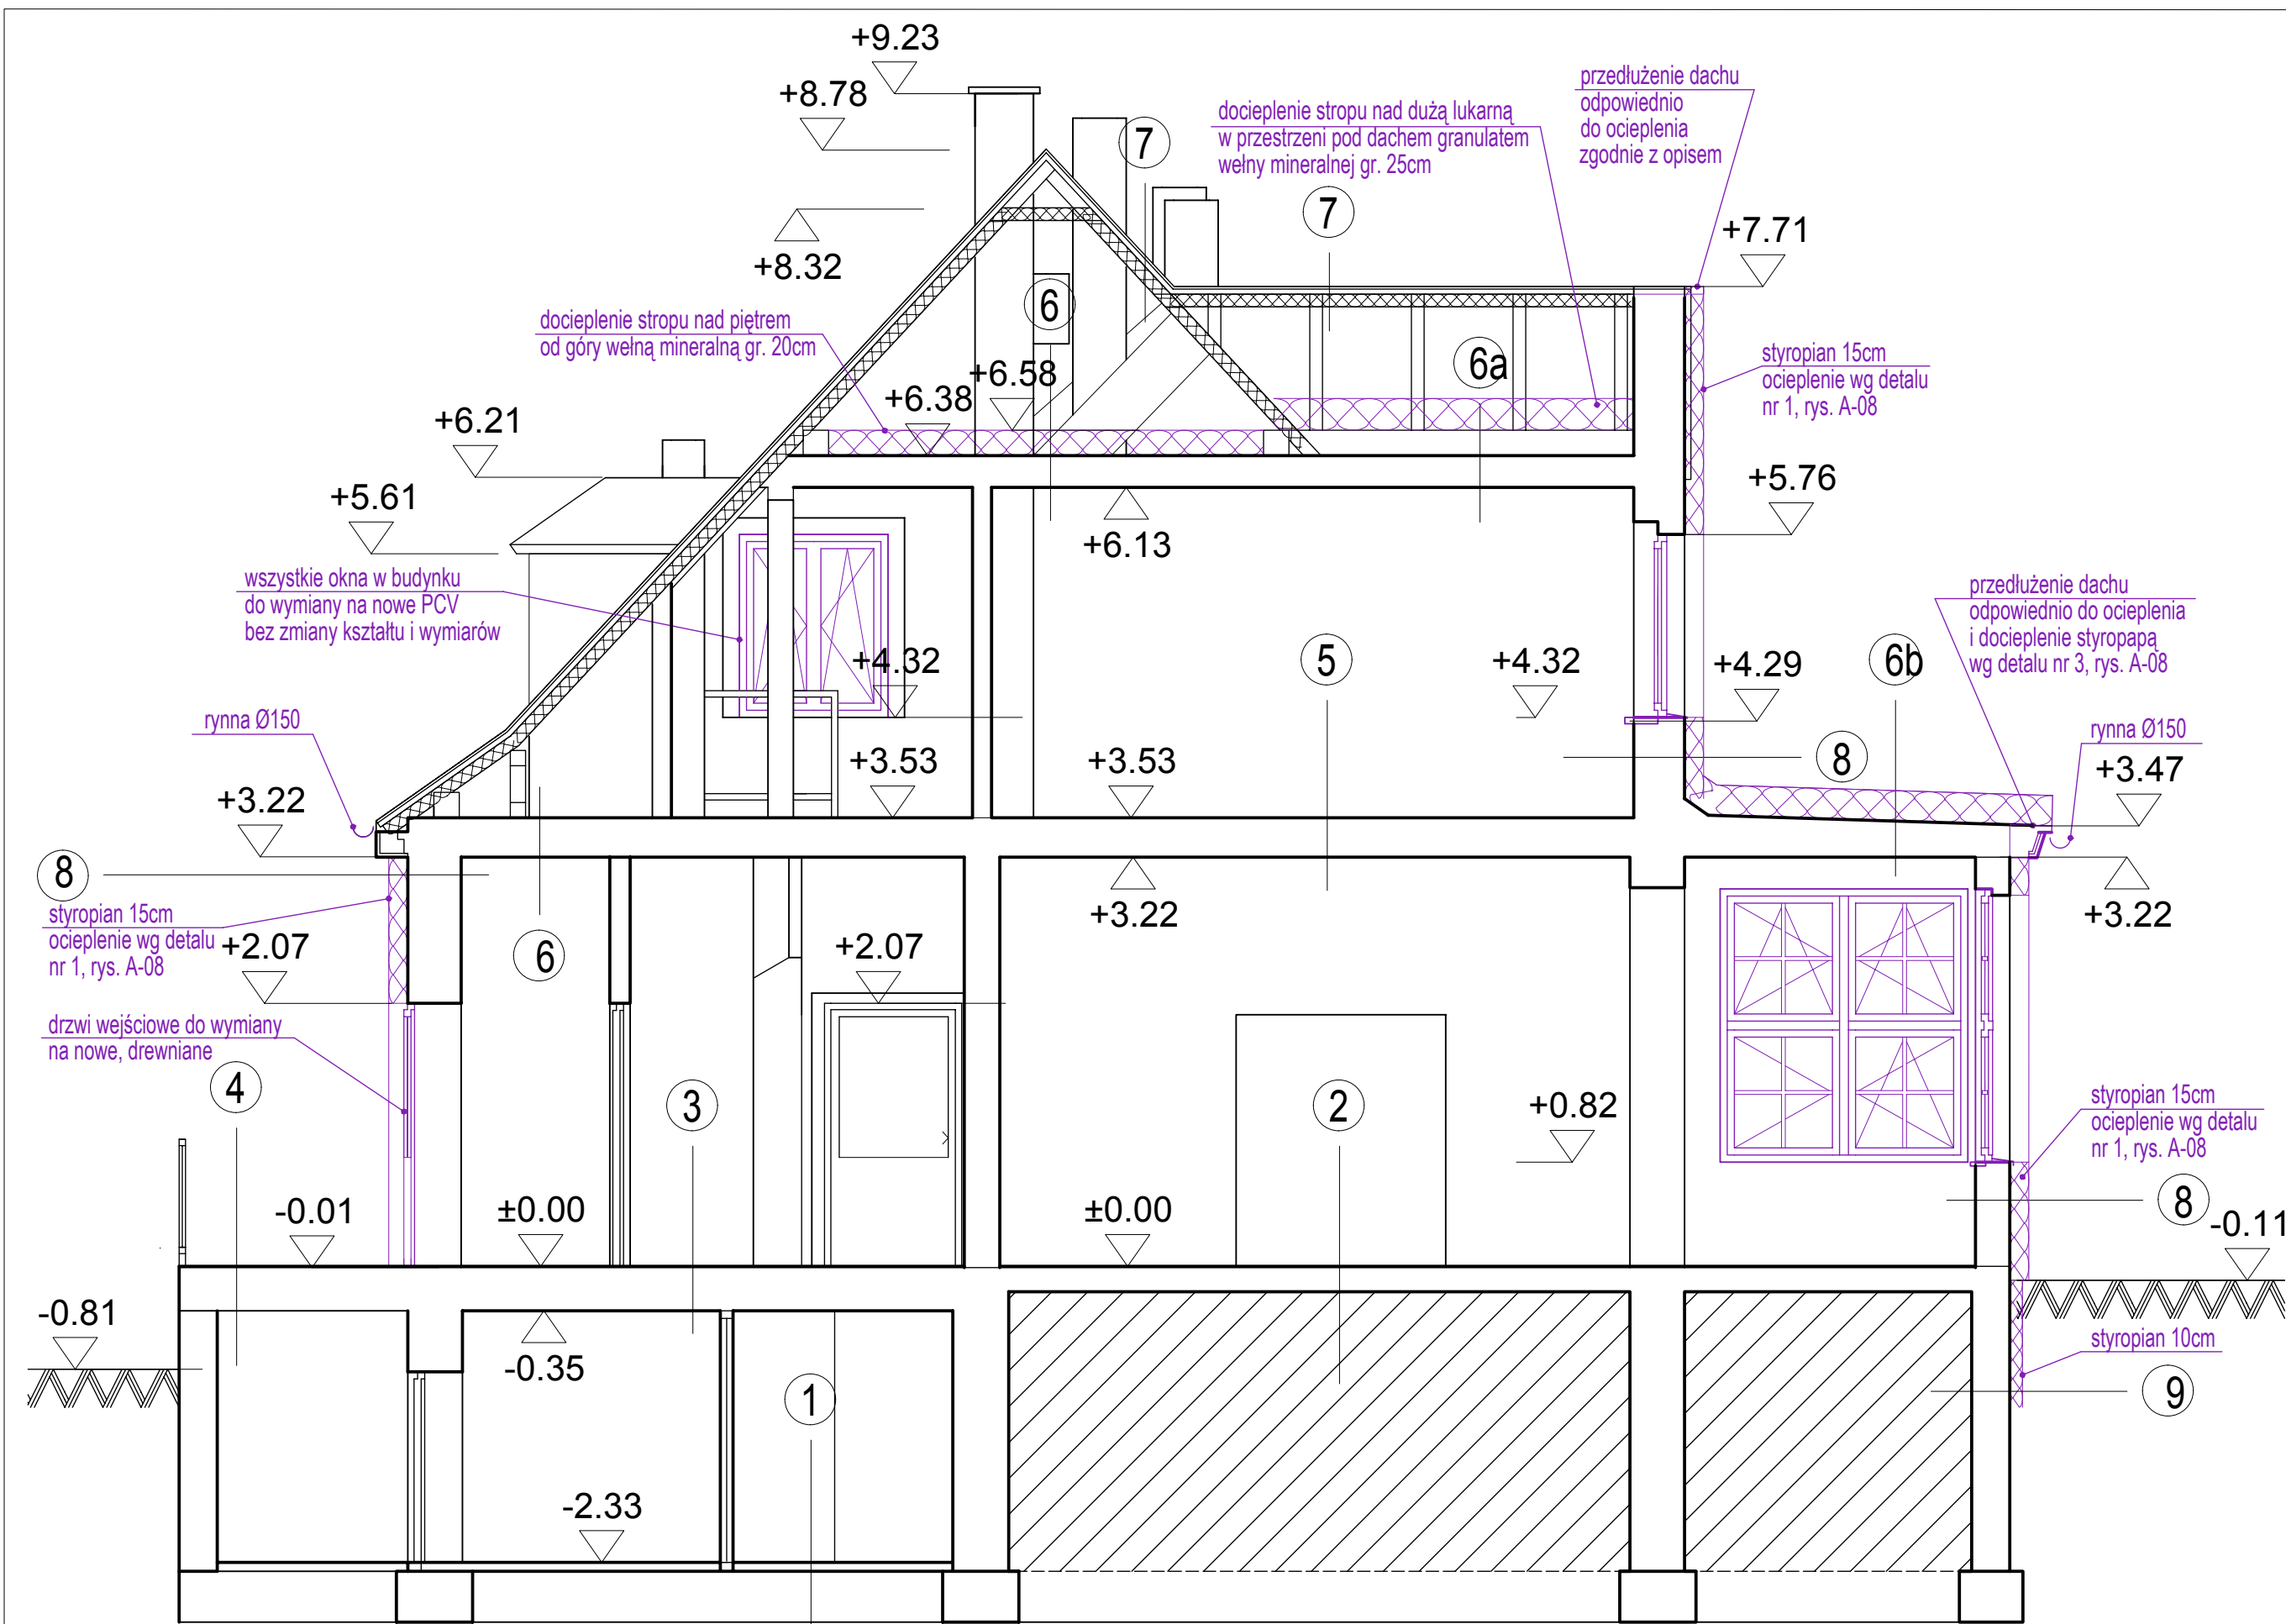 +9.23
+8.78
7
przedłużenie dachu
odpowiednio
do ocieplenia
zgodnie z opisem
docieplenie stropu nad dużą lukarną
w przestrzeni pod dachem granulatem
wełny mineralnej gr. 25cm
7
+8.32
+7.71
6
docieplenie stropu nad piętrem
od góry wełną mineralną gr. 20cm
6a
styropian 15cm
ocieplenie wg detalu
nr 1, rys. A-08
+6.58
+6.38
+6.21
+5.61
+5.76
+6.13
wszystkie okna w budynku
do wymiany na nowe PCV
bez zmiany kształtu i wymiarów
przedłużenie dachu
odpowiednio do ocieplenia
i docieplenie styropapą
wg detalu nr 3, rys. A-08
+4.32
5
+4.32
+4.29
6b
rynna Ø150
rynna Ø150
+3.53
+3.53
8
+3.47
+3.22
8
styropian 15cm
ocieplenie wg detalu
nr 1, rys. A-08
+3.22
+3.22
+2.07
6
+2.07
drzwi wejściowe do wymiany
na nowe, drewniane
4
3
2
+0.82
styropian 15cm
ocieplenie wg detalu
nr 1, rys. A-08
-0.01
±0.00
±0.00
8
-0.11
-0.81
-0.35
styropian 10cm
1
9
-2.33